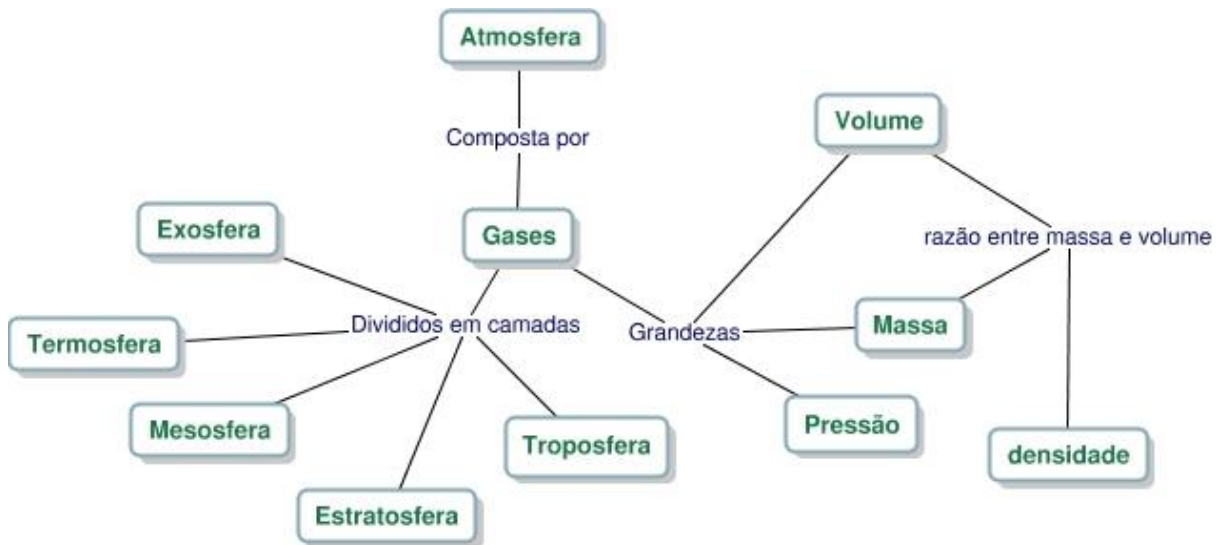 Atmosfera
Volume
Composta por
Exosfera
Gases
razão entre massa e volume
Termosfera
Divididos em camadas
Grandezas
Massa
Mesosfera
Troposfera
Pressão
densidade
Estratosfera